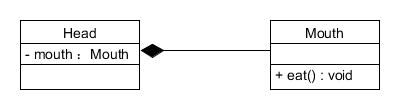 Head
- mouth：Mouth
Mouth
+ eat() : void